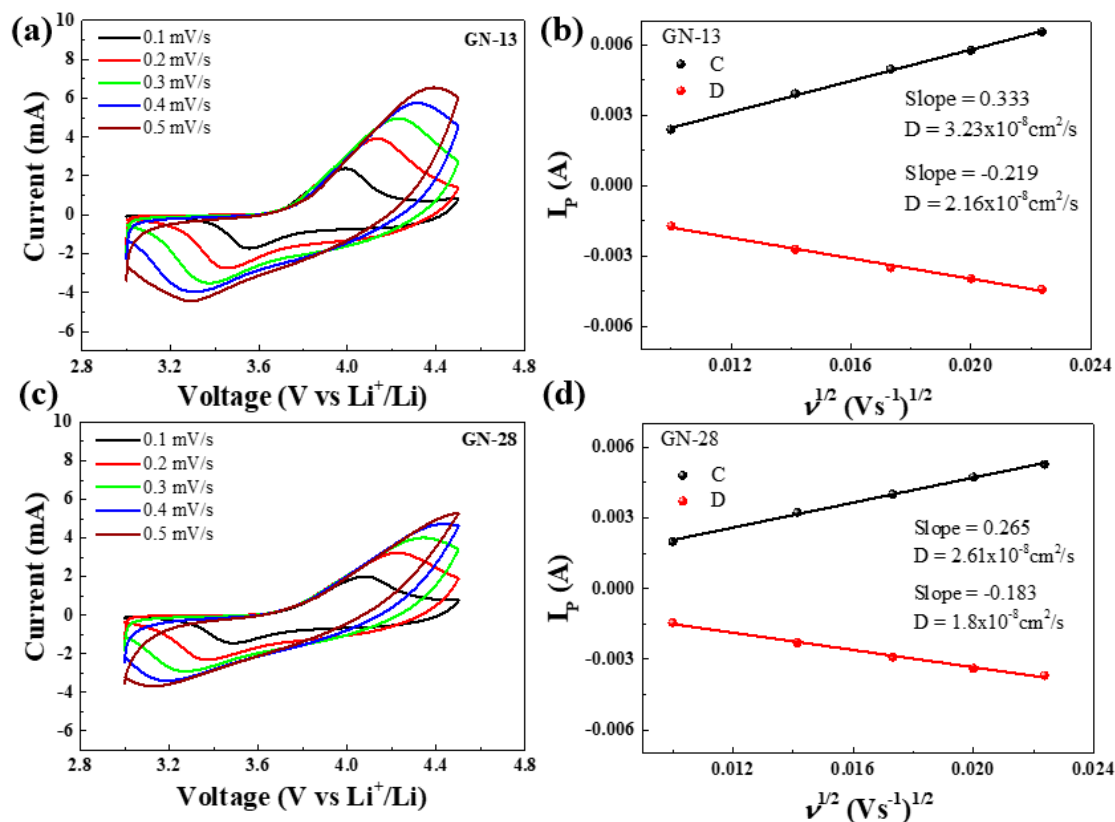 (a)
GN-13
0.1 mV/s
0.2 mV/s
0.3 mV/s
0.4 mV/s
0.5 mV/s
Current (mA)
10
8
6
4
2
0
-2
-4
-6
2.8 3.2 3.6 4.0 4.4 4.8
Voltage (V vs Li⁺/Li)
(b)
GN-13
C
D
Slope = 0.333
D = 3.23x10⁻⁸cm²/s
Slope = -0.219
D = 2.16x10⁻⁸cm²/s
I_P (A)
0.006
0.003
0.000
-0.003
-0.006
0.012 0.016 0.020 0.024
ν^1/2 (Vs⁻¹)^1/2
(c)
GN-28
0.1 mV/s
0.2 mV/s
0.3 mV/s
0.4 mV/s
0.5 mV/s
Current (mA)
10
8
6
4
2
0
-2
-4
-6
2.8 3.2 3.6 4.0 4.4 4.8
Voltage (V vs Li⁺/Li)
(d)
GN-28
C
D
Slope = 0.265
D = 2.61x10⁻⁸cm²/s
Slope = -0.183
D = 1.8x10⁻⁸cm²/s
I_P (A)
0.006
0.003
0.000
-0.003
-0.006
0.012 0.016 0.020 0.024
ν^1/2 (Vs⁻¹)^1/2